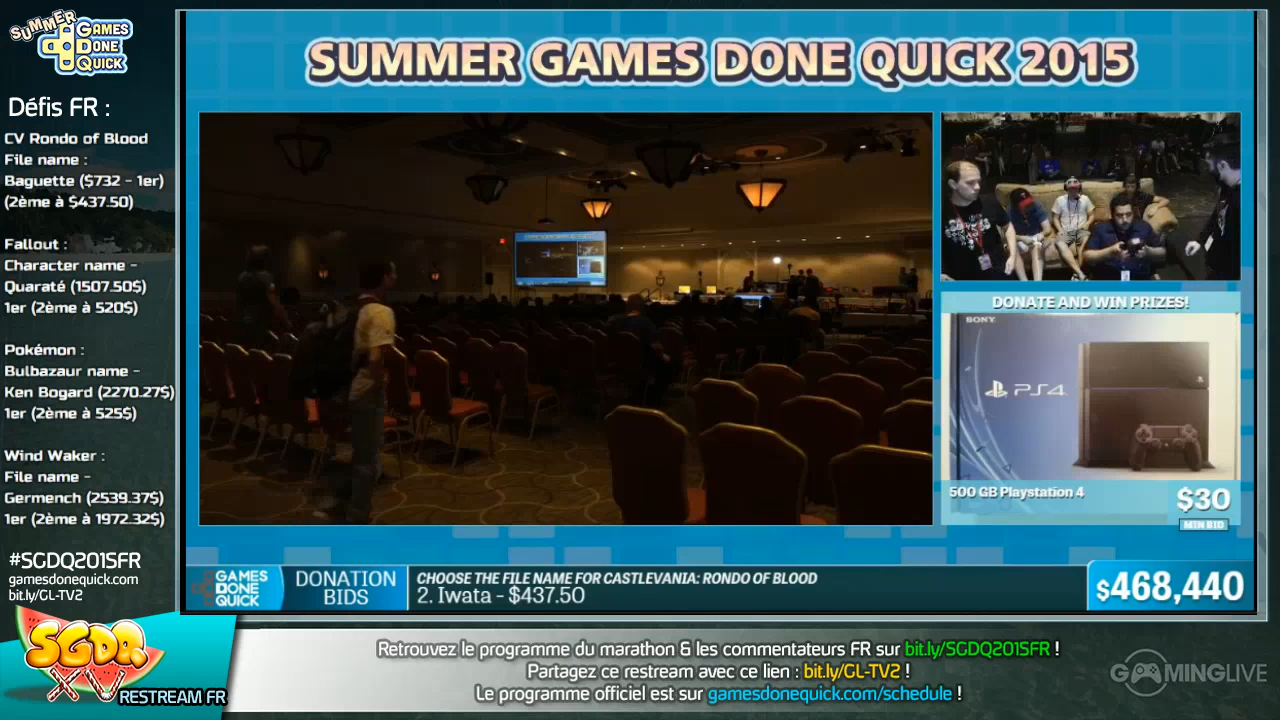 SUMMER
GAMES
DONE
QUICK
Défis FR :
CV Rondo of Blood
File name :
Baguette ($732 - 1er)
(2ème à $437.50)
Fallout :
Character name -
Quaraté (1507.50$)
1er (2ème à 520$)
Pokémon :
Bulbazaur name -
Ken Bogard (2270.27$)
1er (2ème à 525$)
Wind Waker :
File name -
Germench (2539.37$)
1er (2ème à 1972.32$)
#SGDQ2015FR
gamesdonequick.com
bit.ly/GL-TV2
SGDQ
XV
RESTREAM FR
SUMMER GAMES DONE QUICK 2015
DONATE AND WIN PRIZES!
SONY
PS4
500 GB Playstation 4
$30
MIN BID
GAMES
DONE
QUICK
DONATION
BIDS
CHOOSE THE FILE NAME FOR CASTLEVANIA: RONDO OF BLOOD
2. Iwata - $437.50
$468,440
Retrouvez le programme du marathon & les commentateurs FR sur bit.ly/SGDQ2015FR !
Partagez ce restream avec ce lien : bit.ly/GL-TV2 !
Le programme officiel est sur gamesdonequick.com/schedule !
GAMINGLIVE